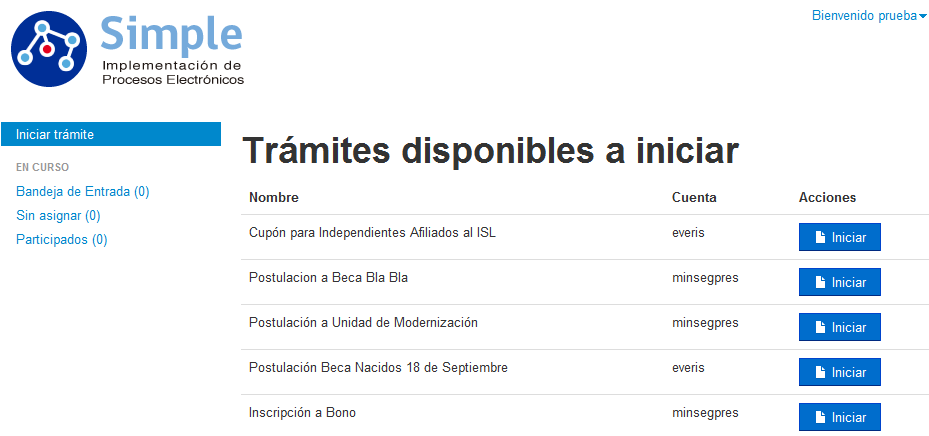 Simple
Implementación de
Procesos Electrónicos
Bienvenido prueba
Iniciar trámite
EN CURSO
Bandeja de Entrada (0)
Sin asignar (0)
Participados (0)
Trámites disponibles a iniciar
Nombre Cuenta Acciones
Cupón para Independientes Afiliados al ISL everis Iniciar
Postulacion a Beca Bla Bla minsegpres Iniciar
Postulación a Unidad de Modernización minsegpres Iniciar
Postulación Beca Nacidos 18 de Septiembre everis Iniciar
Inscripción a Bono minsegpres Iniciar